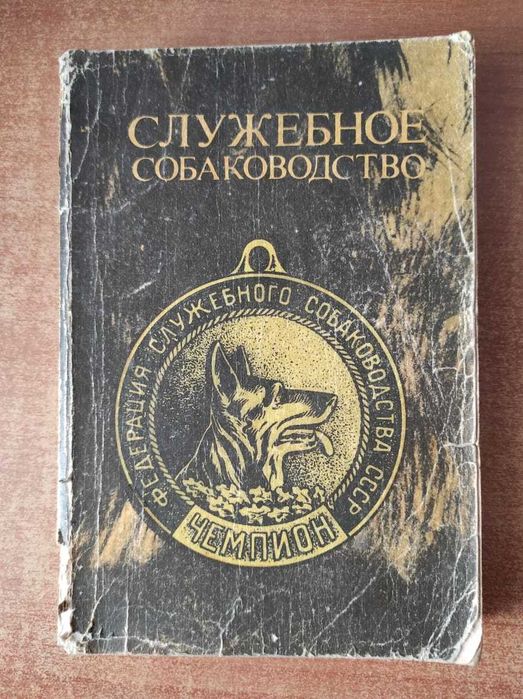 СЛУЖЕБНОЕ
СОБАКОВОДСТВО
ФЕДЕРАЦИЯ СЛУЖЕБНОГО СОБАКОВОДСТВА СССР
ЧЕМПИОН